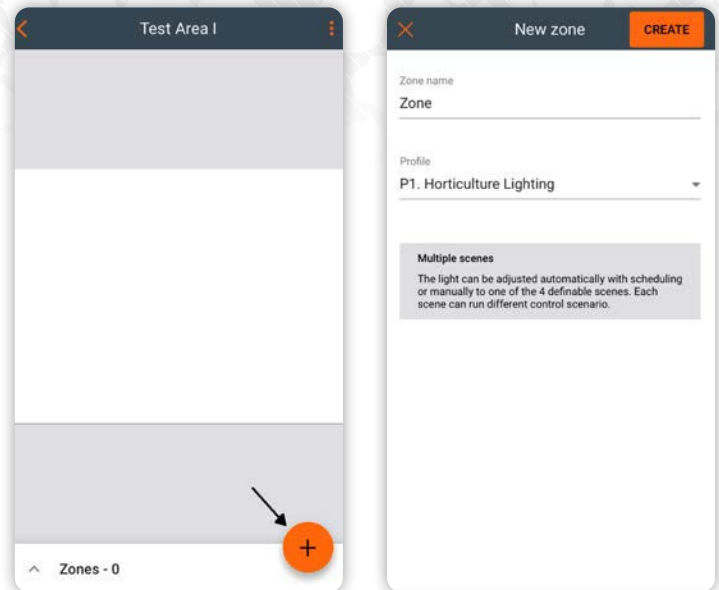 Test Area I
Zones - 0
New zone
CREATE
Zone name
Zone
Profile
P1. Horticulture Lighting
Multiple scenes
The light can be adjusted automatically with scheduling
or manually to one of the 4 definable scenes. Each
scene can run different control scenario.